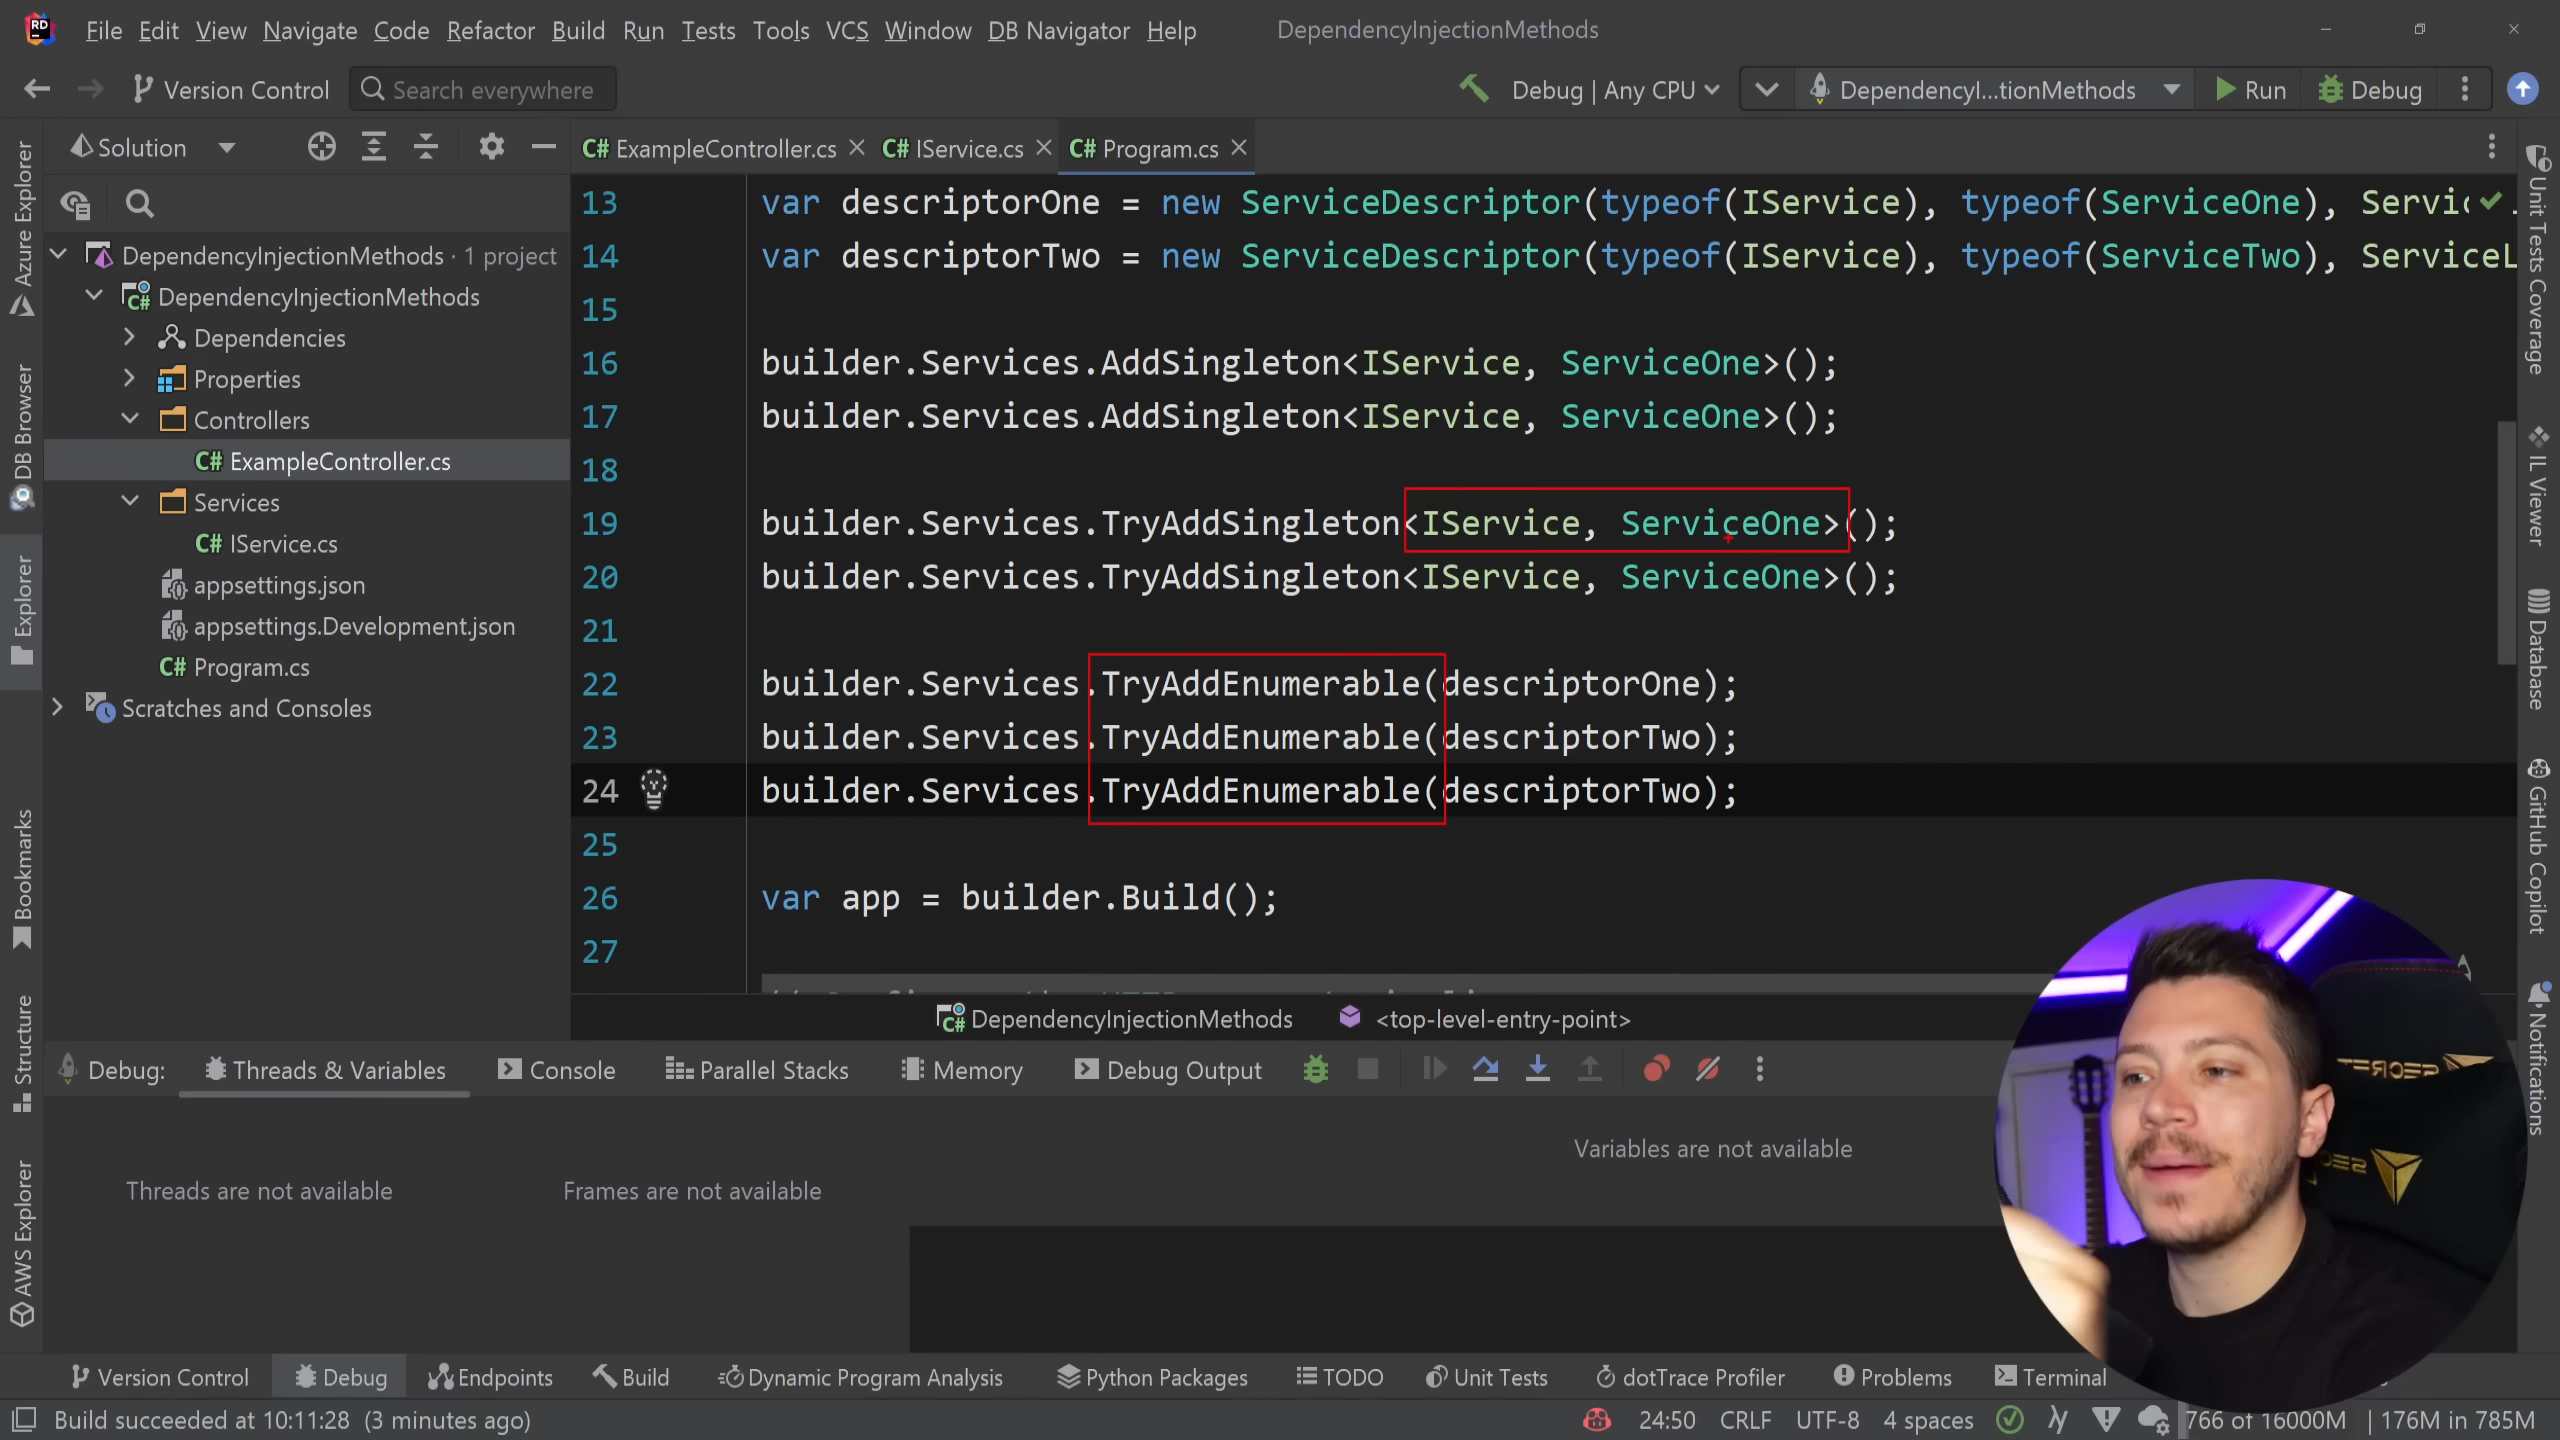 File Edit View Navigate Code Refactor Build Run Tests Tools VCS Window DB Navigator Help DependencyInjectionMethods
Version Control Search everywhere Debug | Any CPU DependencyI...tionMethods Run Debug
Solution
ExampleController.cs IService.cs Program.cs
DependencyInjectionMethods · 1 project
DependencyInjectionMethods
Dependencies
Properties
Controllers
C# ExampleController.cs
Services
C# IService.cs
appsettings.json
appsettings.Development.json
C# Program.cs
Scratches and Consoles
13 var descriptorOne = new ServiceDescriptor(typeof(IService), typeof(ServiceOne), Servic
14 var descriptorTwo = new ServiceDescriptor(typeof(IService), typeof(ServiceTwo), ServiceL
15
16 builder.Services.AddSingleton<IService, ServiceOne>();
17 builder.Services.AddSingleton<IService, ServiceOne>();
18
19 builder.Services.TryAddSingleton<IService, ServiceOne>();
20 builder.Services.TryAddSingleton<IService, ServiceOne>();
21
22 builder.Services.TryAddEnumerable(descriptorOne);
23 builder.Services.TryAddEnumerable(descriptorTwo);
24 builder.Services.TryAddEnumerable(descriptorTwo);
25
26 var app = builder.Build();
27
DependencyInjectionMethods <top-level-entry-point>
Debug: Threads & Variables Console Parallel Stacks Memory Debug Output
Threads are not available
Frames are not available
Variables are not available
Version Control Debug Endpoints Build Dynamic Program Analysis Python Packages TODO Unit Tests dotTrace Profiler Problems Terminal
Build succeeded at 10:11:28 (3 minutes ago) 24:50 CRLF UTF-8 4 spaces 766 of 16000M | 176M in 785M
Azure Explorer
DB Browser
Explorer
Bookmarks
Structure
AWS Explorer
Unit Tests Coverage
IL Viewer
Database
GitHub Copilot
Notifications